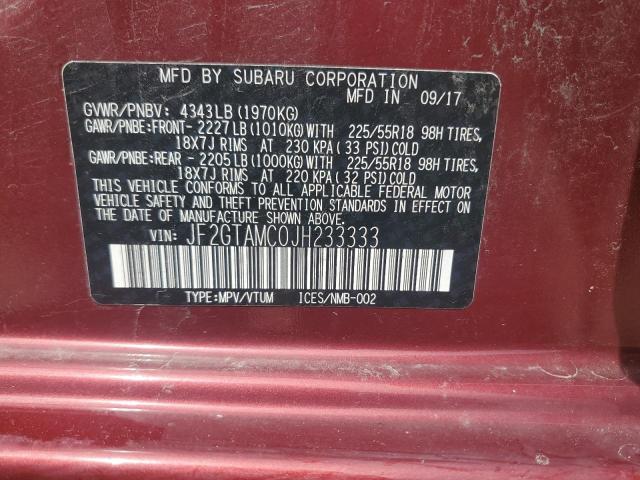 MFD BY SUBARU CORPORATION
MFD IN 09/17
GVWR/PNBV: 4343LB(1970KG)
GAWR/PNBE:FRONT- 2227LB(1010KG)WITH 225/55R18 98H TIRES,
18X7J RIMS AT 230 KPA(33 PSI)COLD
GAWR/PNBE:REAR - 2205LB(1000KG)WITH 225/55R18 98H TIRES,
18X7J RIMS AT 220 KPA(32 PSI)COLD
THIS VEHICLE CONFORMS TO ALL APPLICABLE FEDERAL MOTOR
VEHICLE SAFETY AND THEFT PREVENTION STANDARDS IN EFFECT ON
THE DATE OF MANUFACTURE SHOWN ABOVE.
VIN: JF2GTAMC0JH233333
TYPE:MPV/VTUM ICES/NMB-002